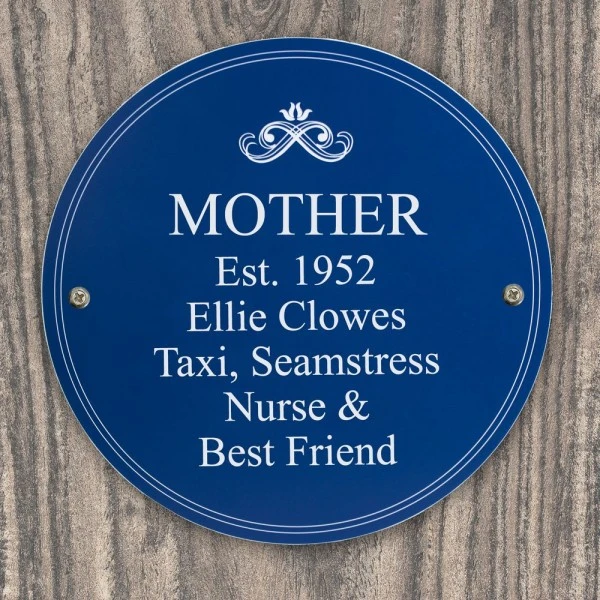 MOTHER
Est. 1952
Ellie Clowes
Taxi, Seamstress
Nurse &
Best Friend